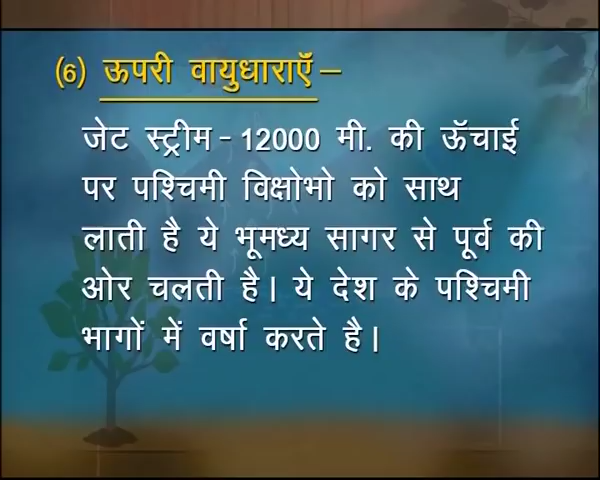 (6) ऊपरी वायुधाराएँ –
जेट स्ट्रीम - 12000 मी. की ऊॅचाई
पर पश्चिमी विक्षोभो को साथ
लाती है ये भूमध्य सागर से पूर्व की
ओर चलती है। ये देश के पश्चिमी
भागों में वर्षा करते है।